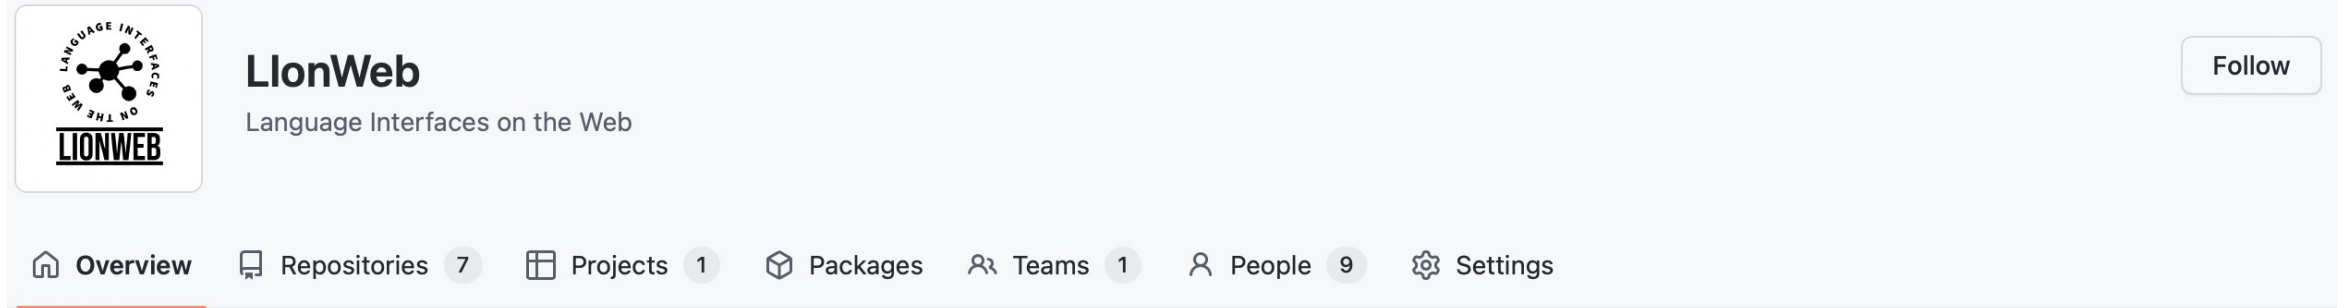 LANGUAGE INTERFACES ON THE WEB
LIONWEB
LIonWeb
Language Interfaces on the Web
Follow
Overview Repositories 7 Projects 1 Packages Teams 1 People 9 Settings